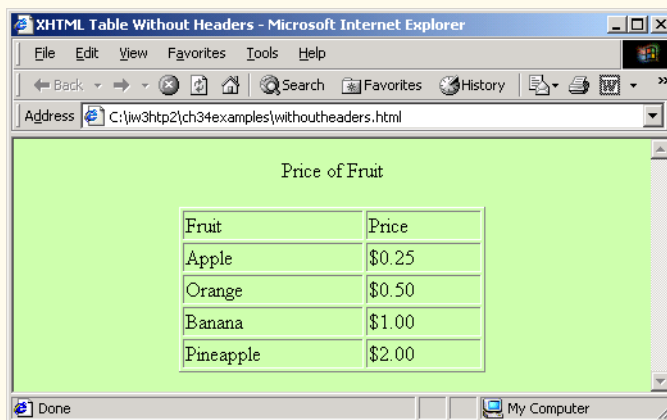 XHTML Table Without Headers - Microsoft Internet Explorer
File Edit View Favorites Tools Help
Back Search Favorites History
Address C:\iw3htp2\ch34examples\withoutheaders.html
Price of Fruit
Fruit Price
Apple $0.25
Orange $0.50
Banana $1.00
Pineapple $2.00
Done My Computer